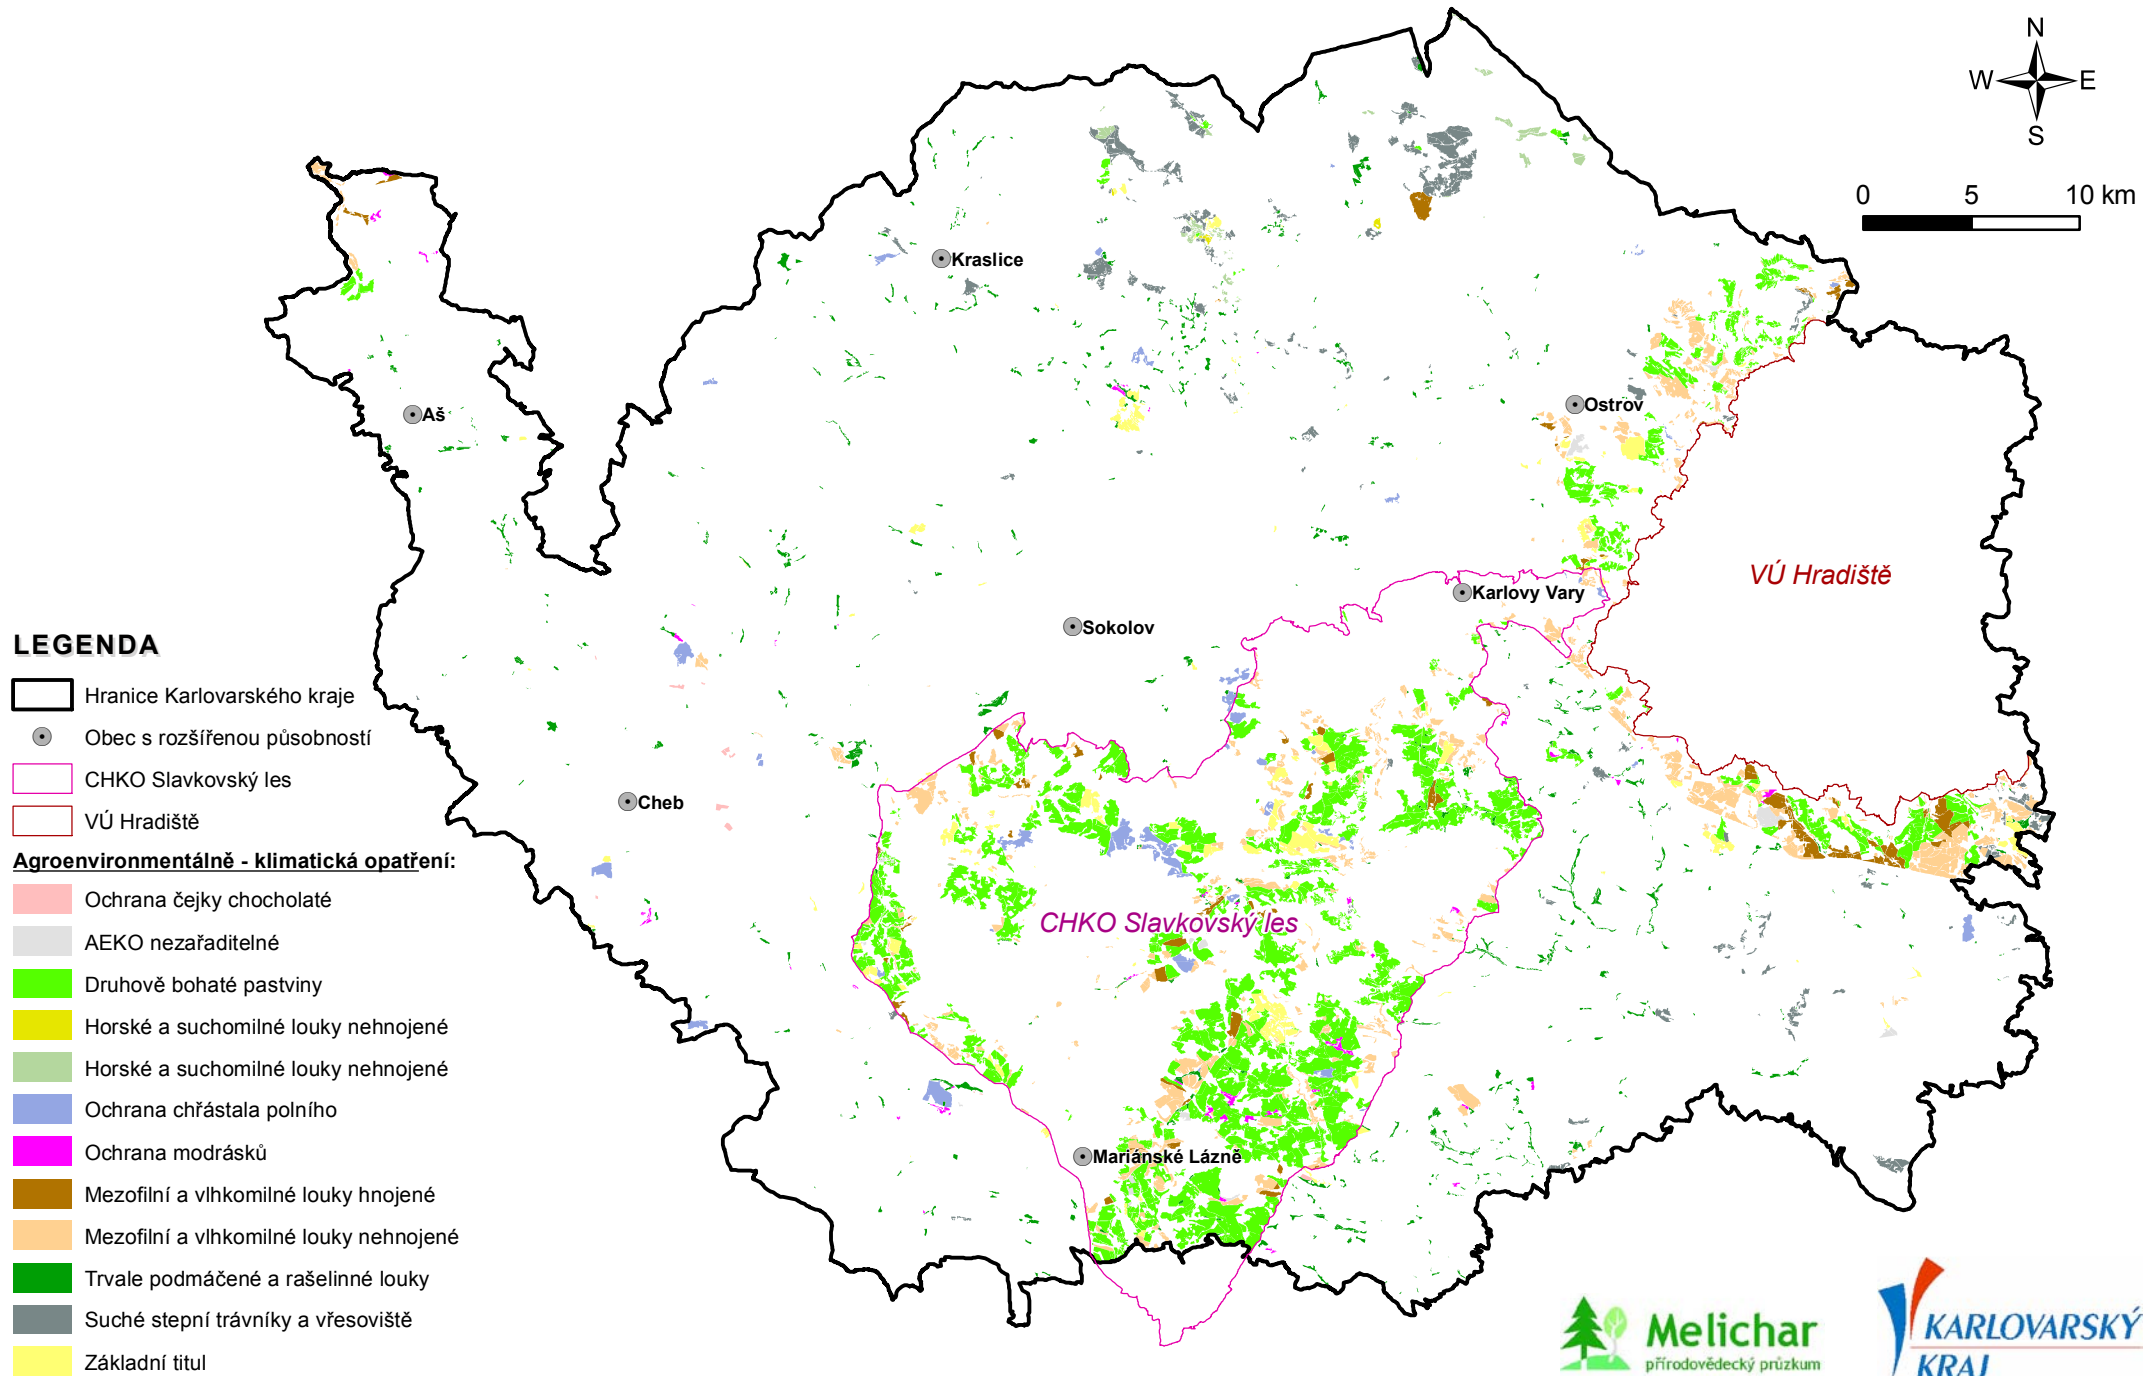 N
W E
S
0 5 10 km
Kraslice
Aš
Ostrov
VÚ Hradiště
Karlovy Vary
Sokolov
Cheb
CHKO Slavkovský les
Mariánské Lázně
LEGENDA
Hranice Karlovarského kraje
Obec s rozšířenou působností
CHKO Slavkovský les
VÚ Hradiště
Agroenvironmentálně - klimatická opatření:
Ochrana čejky chocholaté
AEKO nezařaditelné
Druhově bohaté pastviny
Horské a suchomilné louky nehnojené
Horské a suchomilné louky nehnojené
Ochrana chřástala polního
Ochrana modrásků
Mezofilní a vlhkomilné louky hnojené
Mezofilní a vlhkomilné louky nehnojené
Trvale podmáčené a rašelinné louky
Suché stepní trávníky a vřesoviště
Základní titul
Melichar
přírodovědecký průzkum
KARLOVARSKÝ
KRAJ